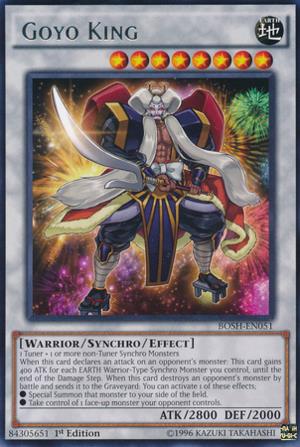 GOYO KING
EARTH
地
BOSH-EN051
[WARRIOR/SYNCHRO/EFFECT]
1 Tuner + 1 or more non-Tuner Synchro Monsters
When this card declares an attack on an opponent's monster: This card gains
400 ATK for each EARTH Warrior-Type Synchro Monster you control, until the
end of the Damage Step. When this card destroys an opponent's monster by
battle and sends it to the Graveyard: You can activate 1 of these effects.
● Special Summon that monster to your side of the field.
● Take control of 1 face-up monster your opponent controls.
ATK/2800 DEF/2000
84305651 1st Edition ©1996 KAZUKI TAKAHASHI